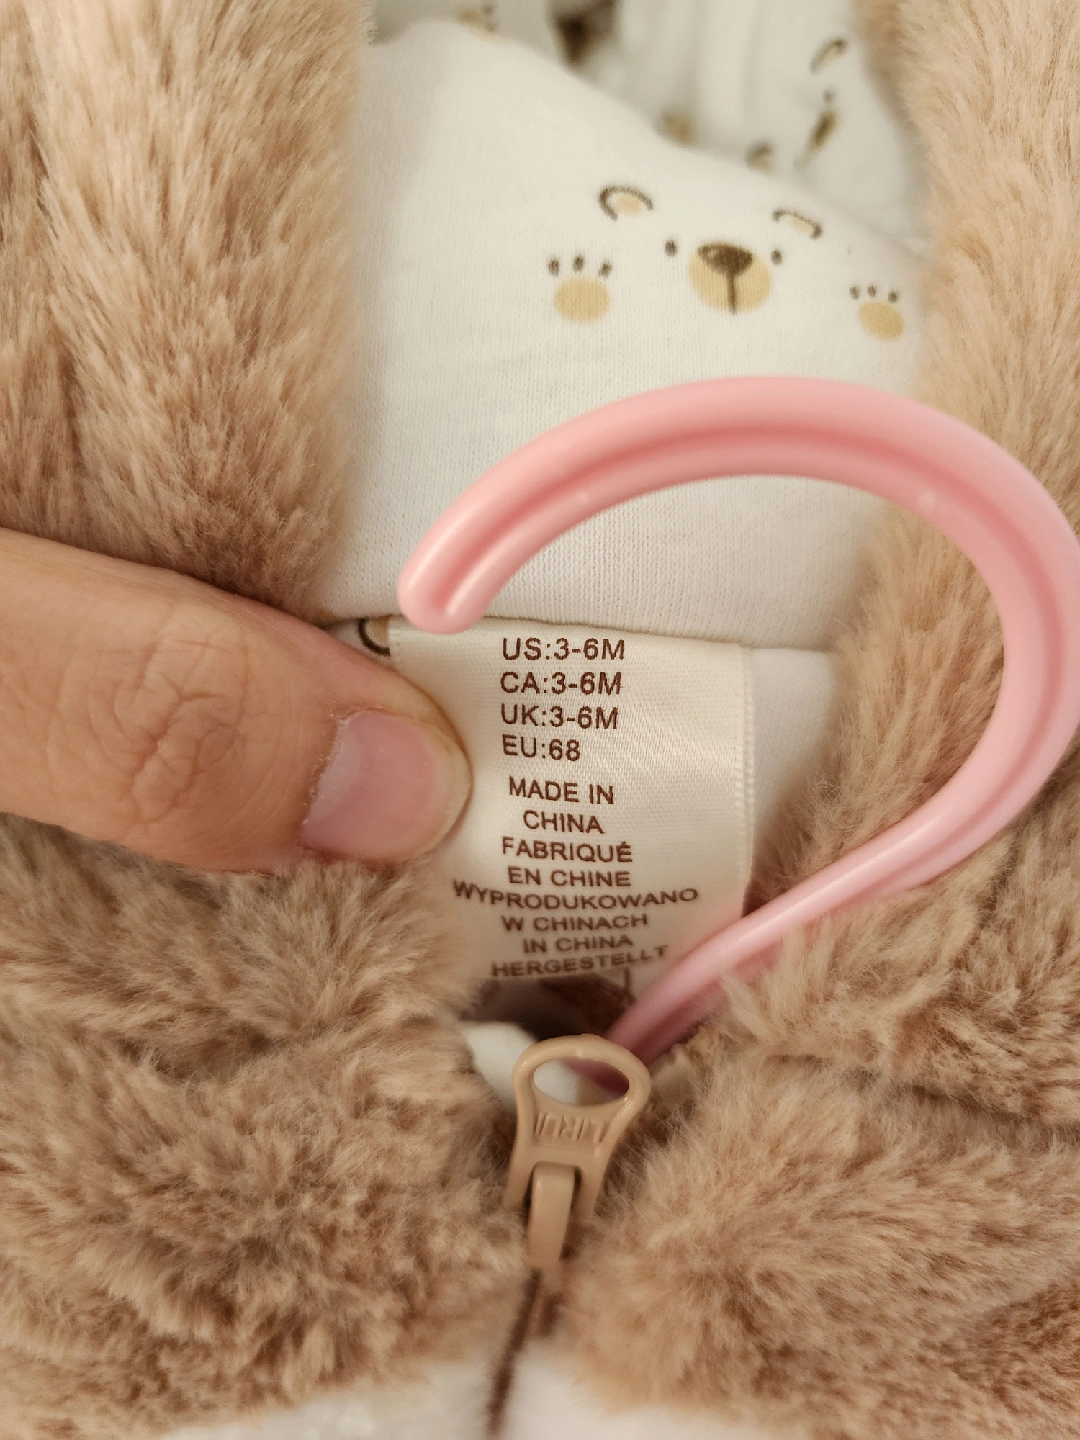 US:3-6M
CA:3-6M
UK:3-6M
EU:68
MADE IN
CHINA
FABRIQUÉ
EN CHINE
WYPRODUKOWANO
W CHINACH
IN CHINA
HERGESTELLT